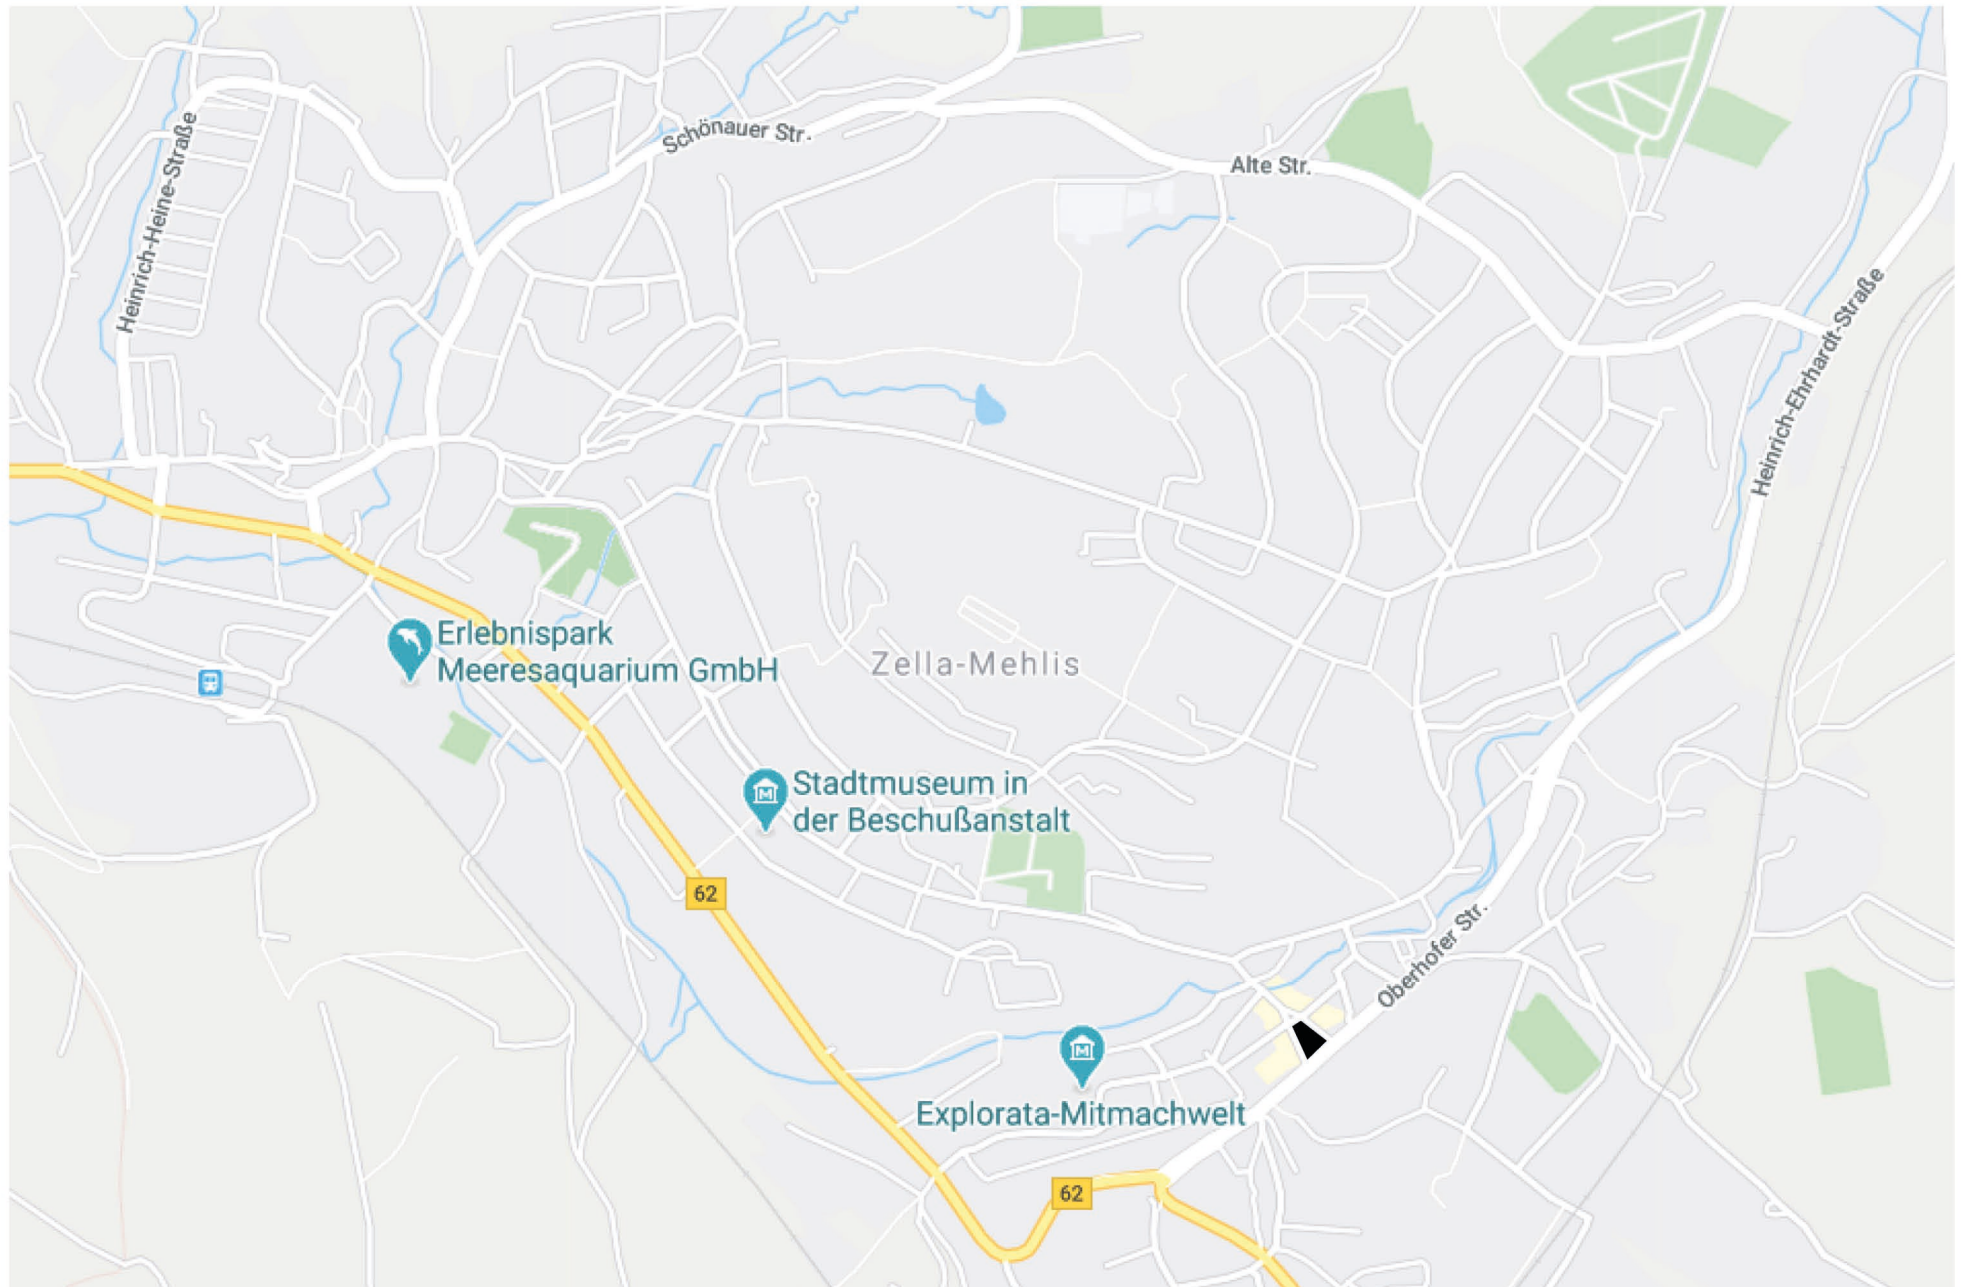 Schönauer Str.
Alte Str.
Heinrich-Heine-Straße
Heinrich-Ehrhardt-Straße
Erlebnispark
Meeresaquarium GmbH
Zella-Mehlis
Stadtmuseum in
der Beschußanstalt
62
Oberhofer Str.
Explorata-Mitmachwelt
62